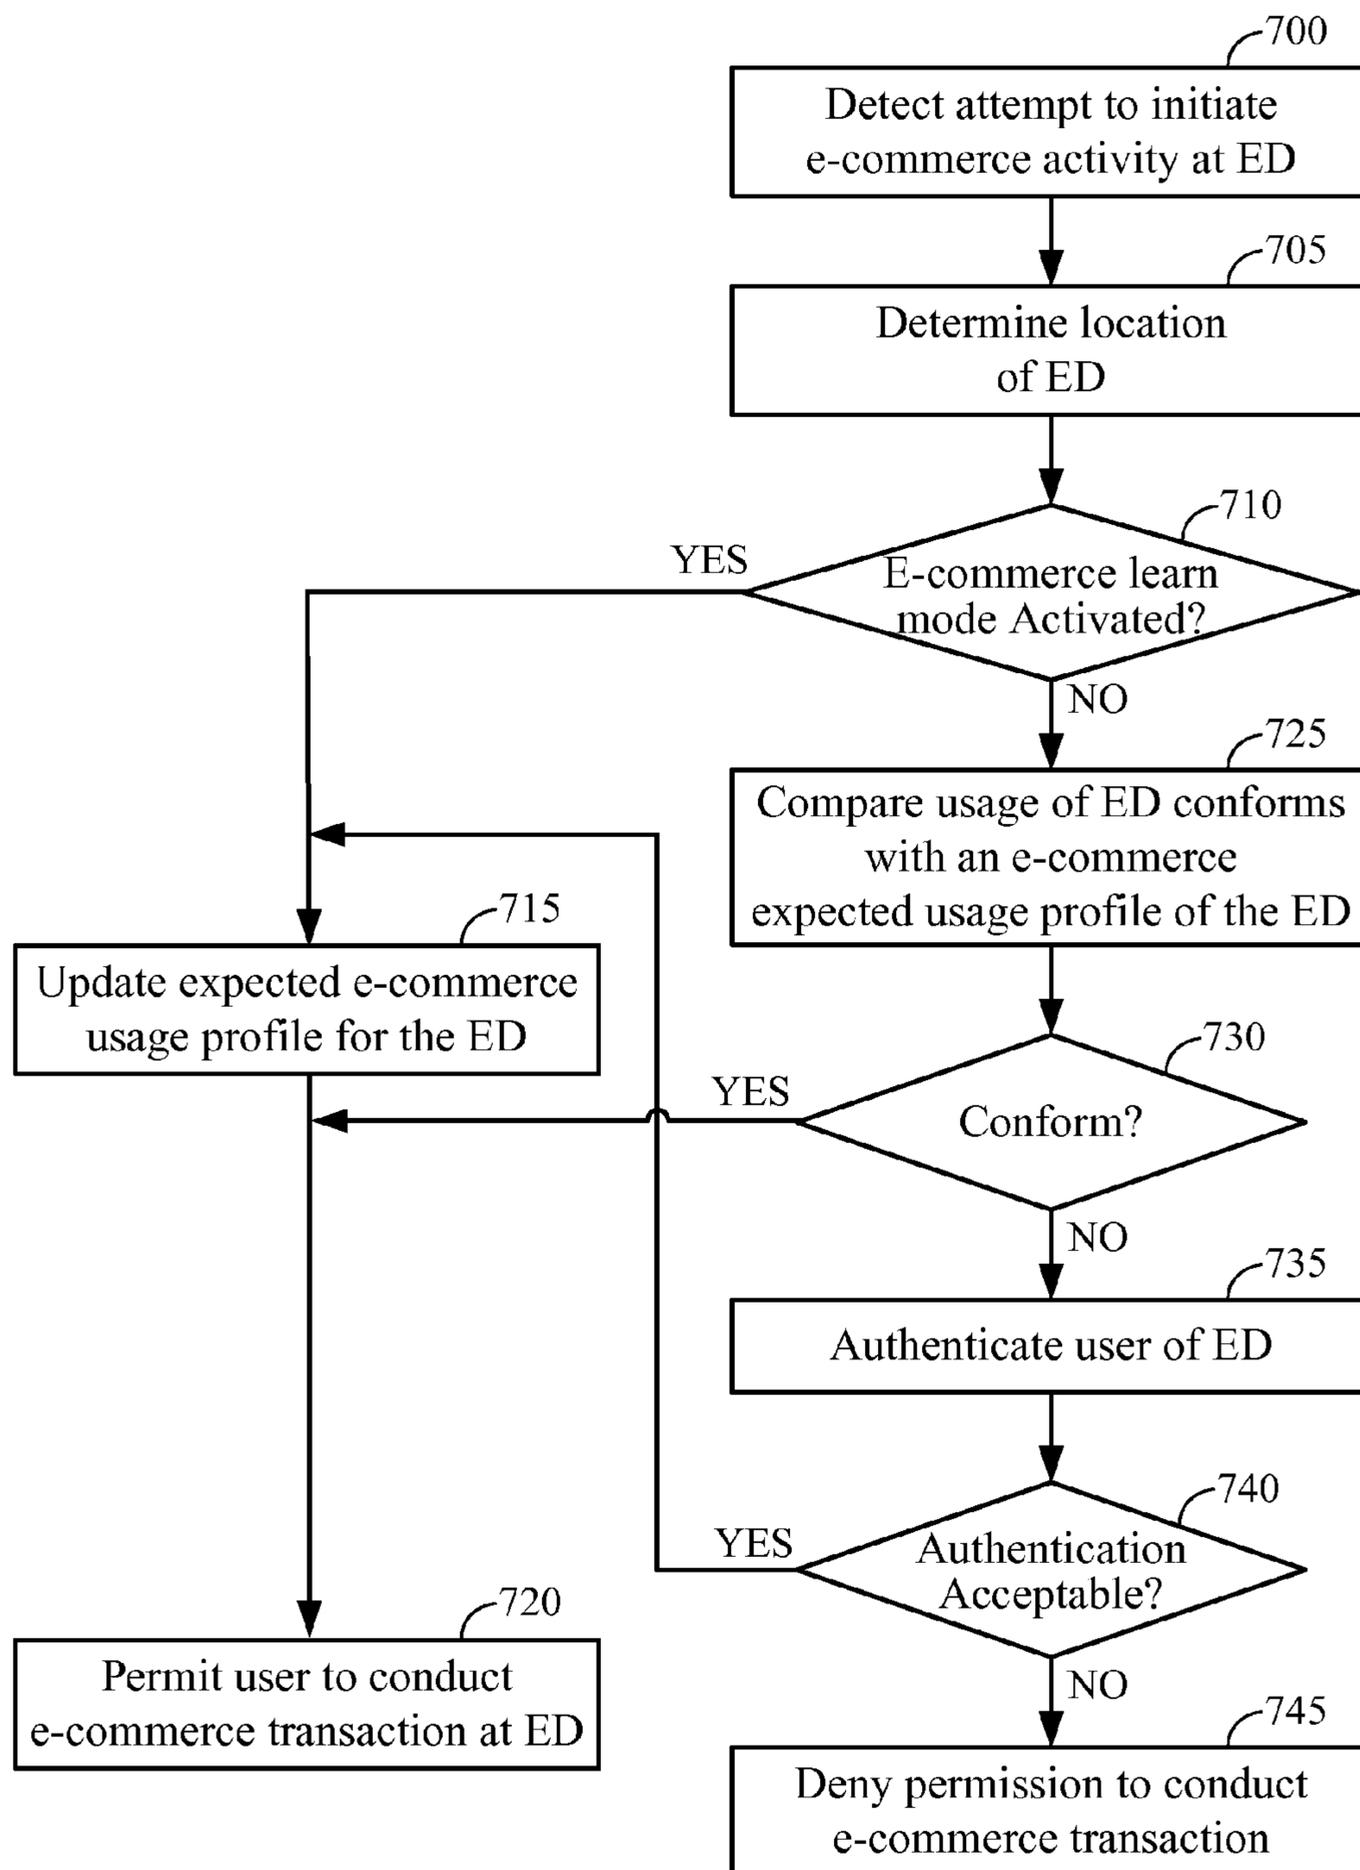 700
Detect attempt to initiate
e-commerce activity at ED
705
Determine location
of ED
710
YES
E-commerce learn
mode Activated?
NO
725
Compare usage of ED conforms
with an e-commerce
expected usage profile of the ED
715
Update expected e-commerce
usage profile for the ED
730
YES
Conform?
NO
735
Authenticate user of ED
740
YES
Authentication
Acceptable?
NO
720
Permit user to conduct
e-commerce transaction at ED
745
Deny permission to conduct
e-commerce transaction